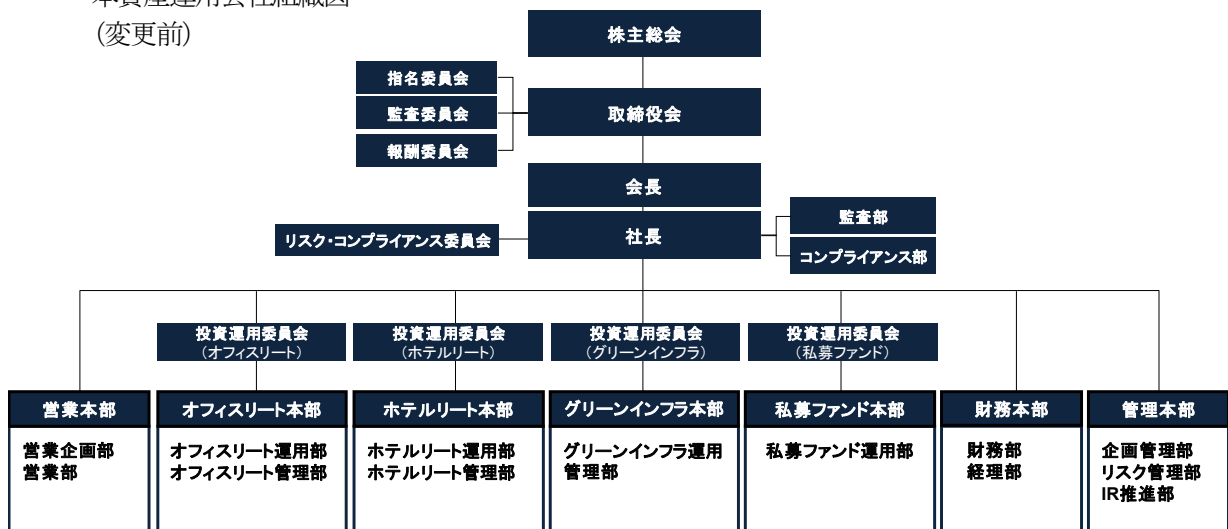 本資産運用会社組織図
(変更前)
株主総会
指名委員会
監査委員会
報酬委員会
取締役会
会長
社長
リスク・コンプライアンス委員会
監査部
コンプライアンス部
投資運用委員会
(オフィスリート)
投資運用委員会
(ホテルリート)
投資運用委員会
(グリーンインフラ)
投資運用委員会
(私募ファンド)
営業本部
営業企画部
営業部
オフィスリート本部
オフィスリート運用部
オフィスリート管理部
ホテルリート本部
ホテルリート運用部
ホテルリート管理部
グリーンインフラ本部
グリーンインフラ運用
管理部
私募ファンド本部
私募ファンド運用部
財務本部
財務部
経理部
管理本部
企画管理部
リスク管理部
IR推進部